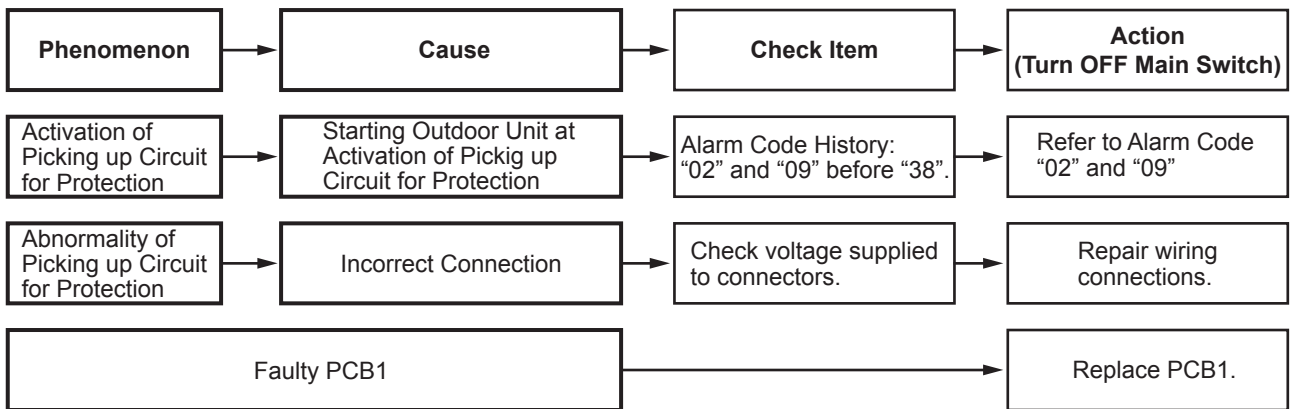 Phenomenon
Cause
Check Item
Action
(Turn OFF Main Switch)
Activation of
Picking up Circuit
for Protection
Starting Outdoor Unit at
Activation of Pickig up
Circuit for Protection
Alarm Code History:
“02” and “09” before “38”.
Refer to Alarm Code
“02” and “09”
Abnormality of
Picking up Circuit
for Protection
Incorrect Connection
Check voltage supplied
to connectors.
Repair wiring
connections.
Faulty PCB1
Replace PCB1.